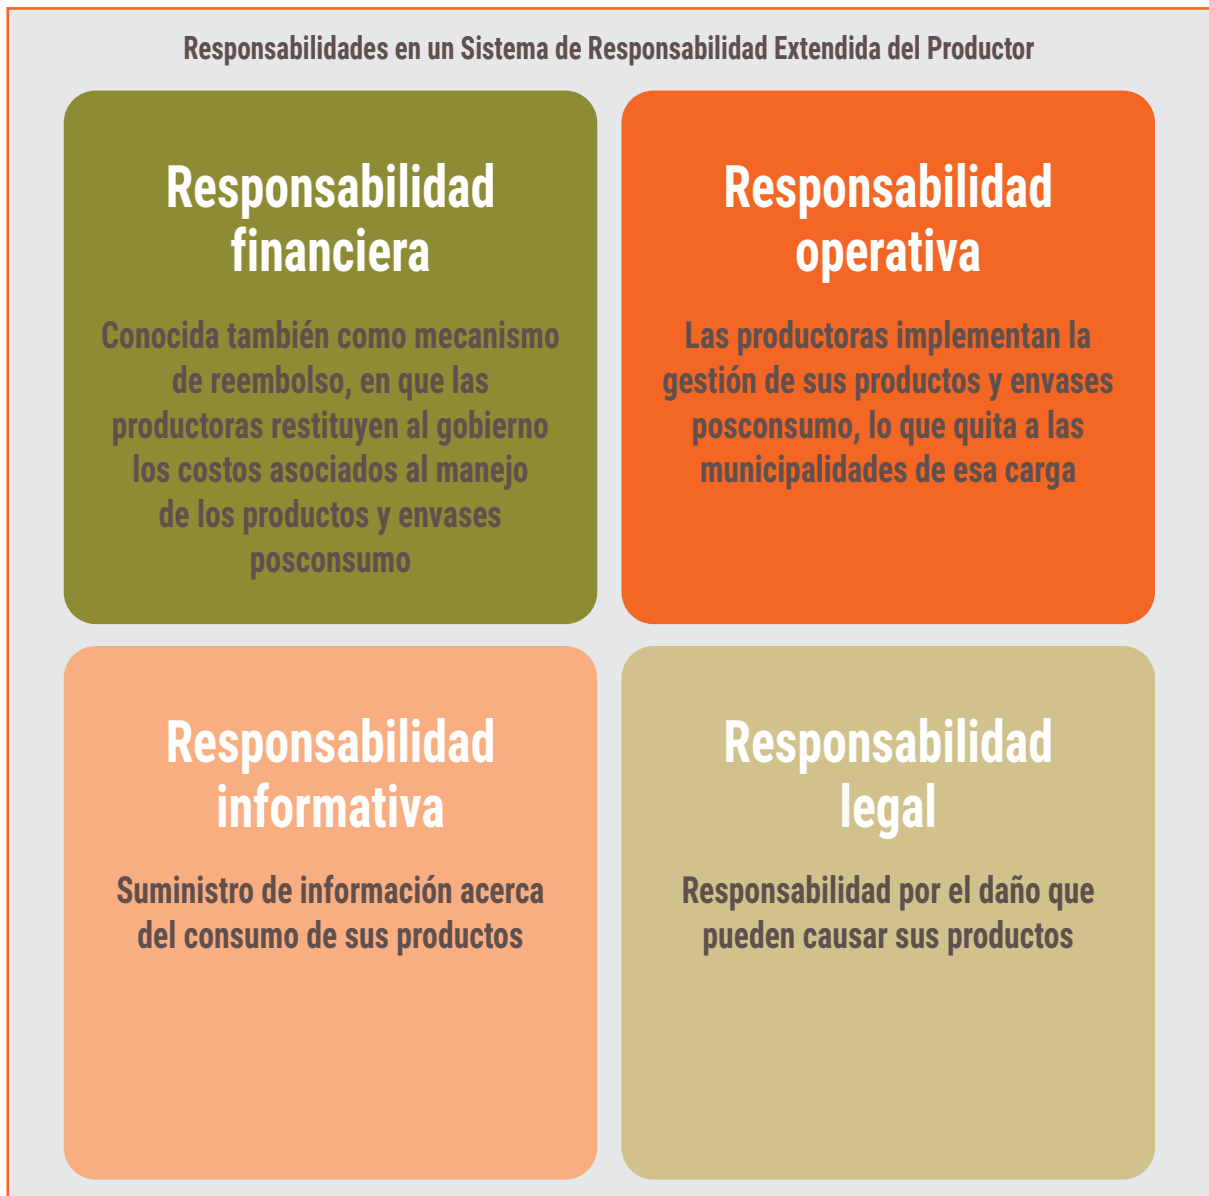 Responsabilidades en un Sistema de Responsabilidad Extendida del Productor
Responsabilidad
financiera
Conocida también como mecanismo
de reembolso, en que las
productoras restituyen al gobierno
los costos asociados al manejo
de los productos y envases
posconsumo
Responsabilidad
operativa
Las productoras implementan la
gestión de sus productos y envases
posconsumo, lo que quita a las
municipalidades de esa carga
Responsabilidad
informativa
Suministro de información acerca
del consumo de sus productos
Responsabilidad
legal
Responsabilidad por el daño que
pueden causar sus productos